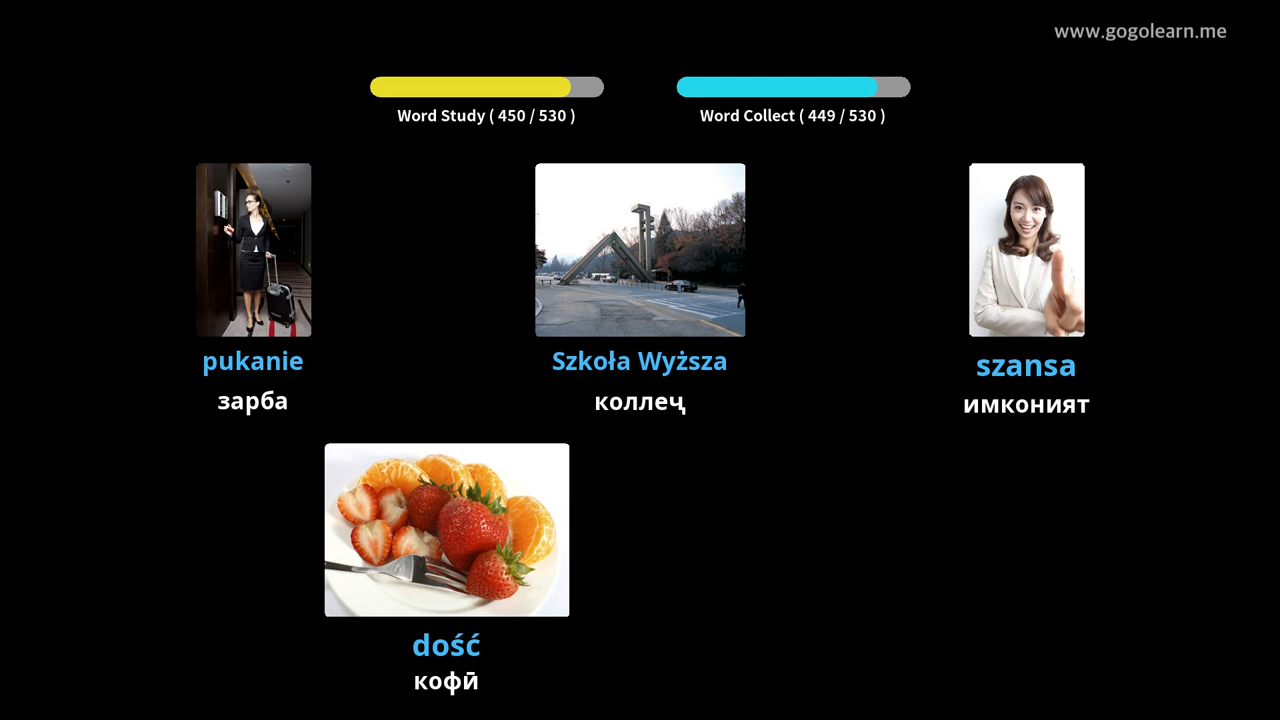 www.gogolearn.me
Word Study ( 450 / 530 )
Word Collect ( 449 / 530 )
pukanie
зарба
Szkoła Wyższa
коллеҷ
szansa
имконият
dość
кофӣ